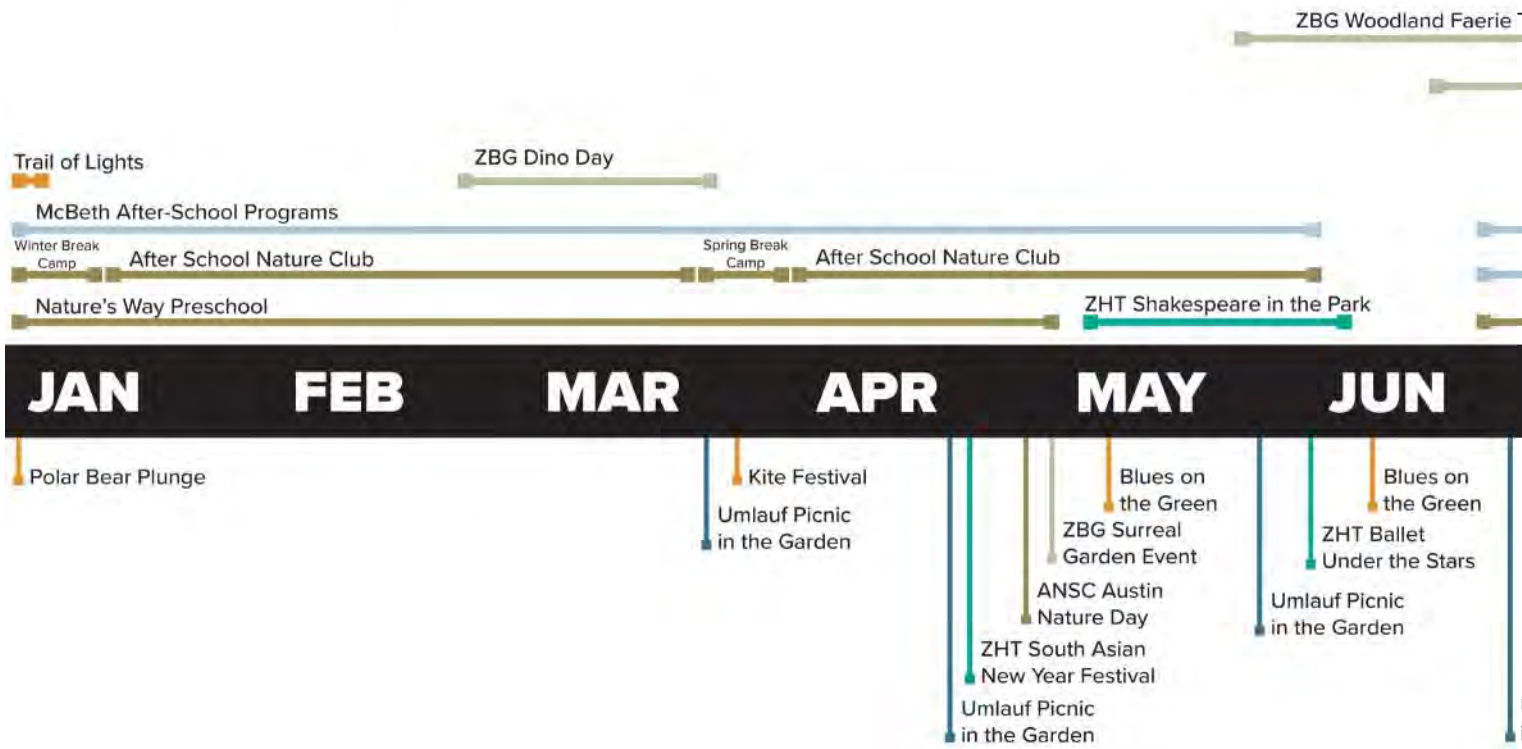 ZBG Woodland Faerie
Trail of Lights
ZBG Dino Day
McBeth After-School Programs
Winter Break
Camp
After School Nature Club
Spring Break
Camp
After School Nature Club
Nature's Way Preschool
ZHT Shakespeare in the Park
JAN
FEB
MAR
APR
MAY
JUN
Polar Bear Plunge
Kite Festival
Umlauf Picnic
in the Garden
Blues on
the Green
Blues on
the Green
ZBG Surreal
Garden Event
ZHT Ballet
Under the Stars
ANSC Austin
Nature Day
Umlauf Picnic
in the Garden
ZHT South Asian
New Year Festival
Umlauf Picnic
in the Garden